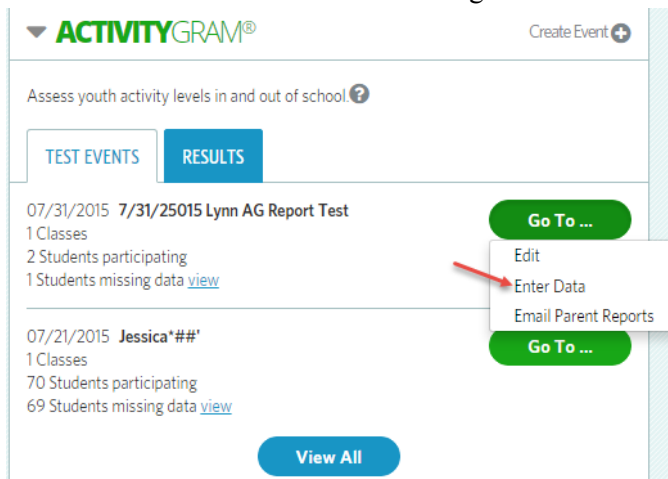 ACTIVITYGRAM® Create Event
Assess youth activity levels in and out of school.?
TEST EVENTS RESULTS
07/31/2015 7/31/25015 Lynn AG Report Test
Go To ...
1 Classes
2 Students participating
1 Students missing data view
Edit
Enter Data
Email Parent Reports
07/21/2015 Jessica*##'
Go To ...
1 Classes
70 Students participating
69 Students missing data view
View All